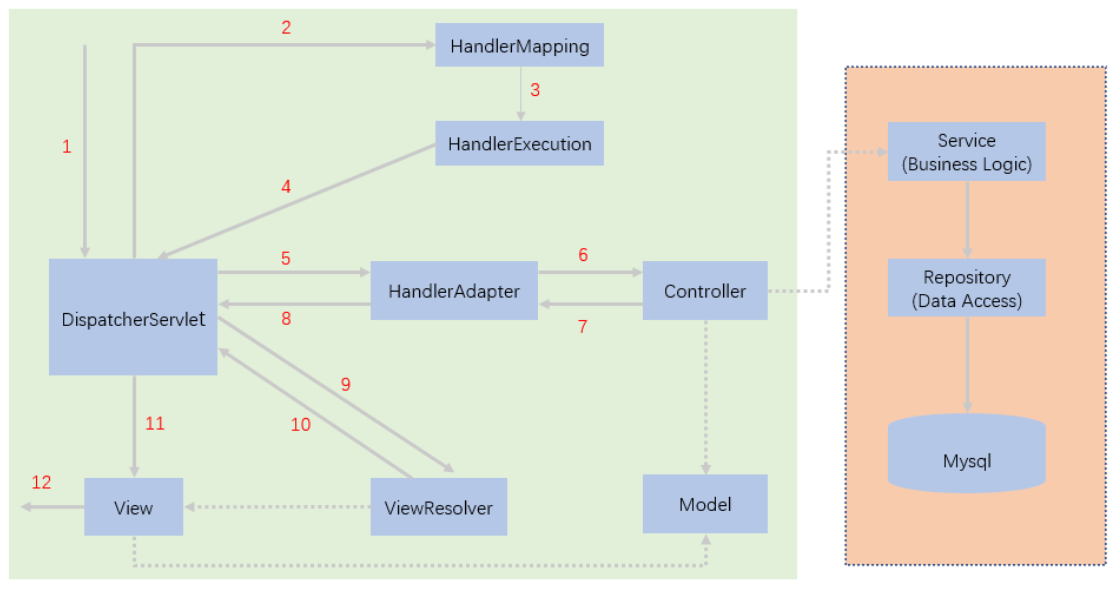 2
HandlerMapping
3
1
HandlerExecution
Service
(Business Logic)
4
5
6
HandlerAdapter
Controller
Repository
(Data Access)
DispatcherServlet
8
7
9
10
11
12
View
ViewResolver
Model
Mysql